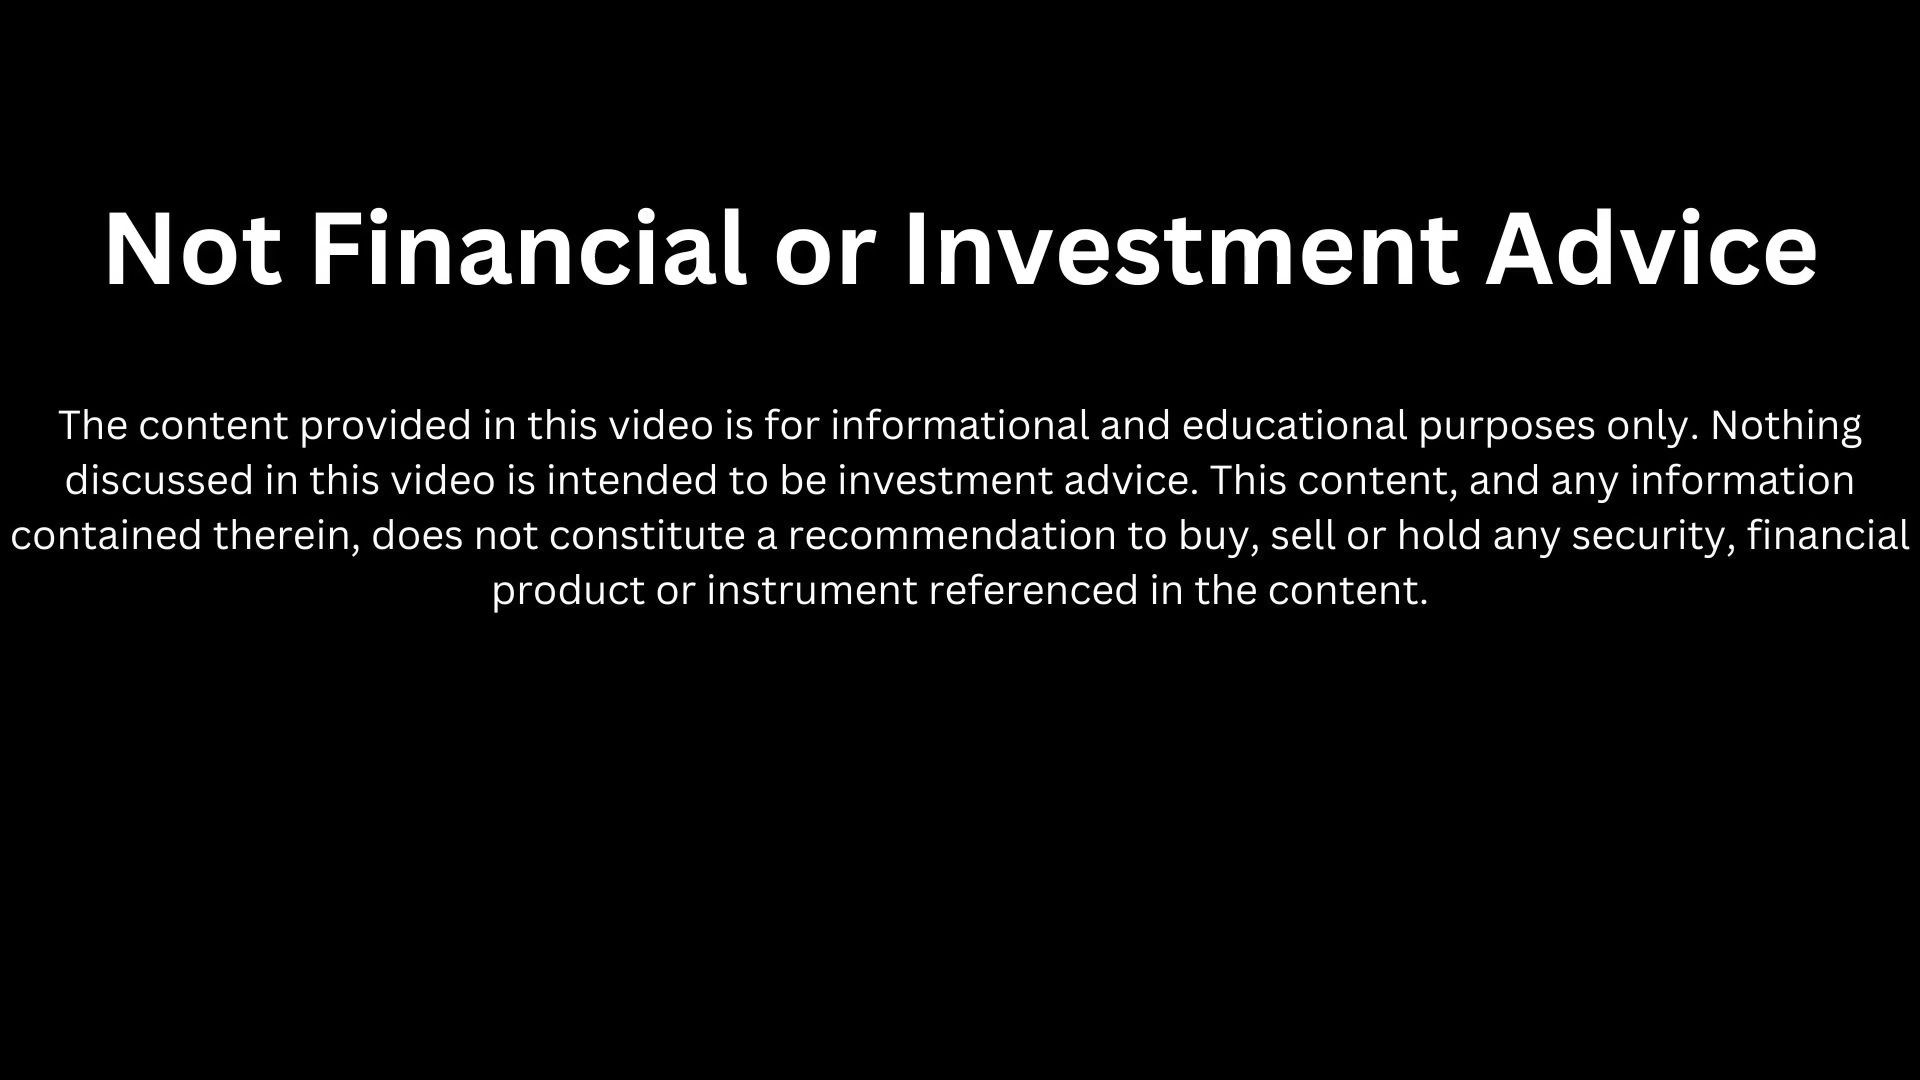 Not Financial or Investment Advice
The content provided in this video is for informational and educational purposes only. Nothing
discussed in this video is intended to be investment advice. This content, and any information
contained therein, does not constitute a recommendation to buy, sell or hold any security, financial
product or instrument referenced in the content.